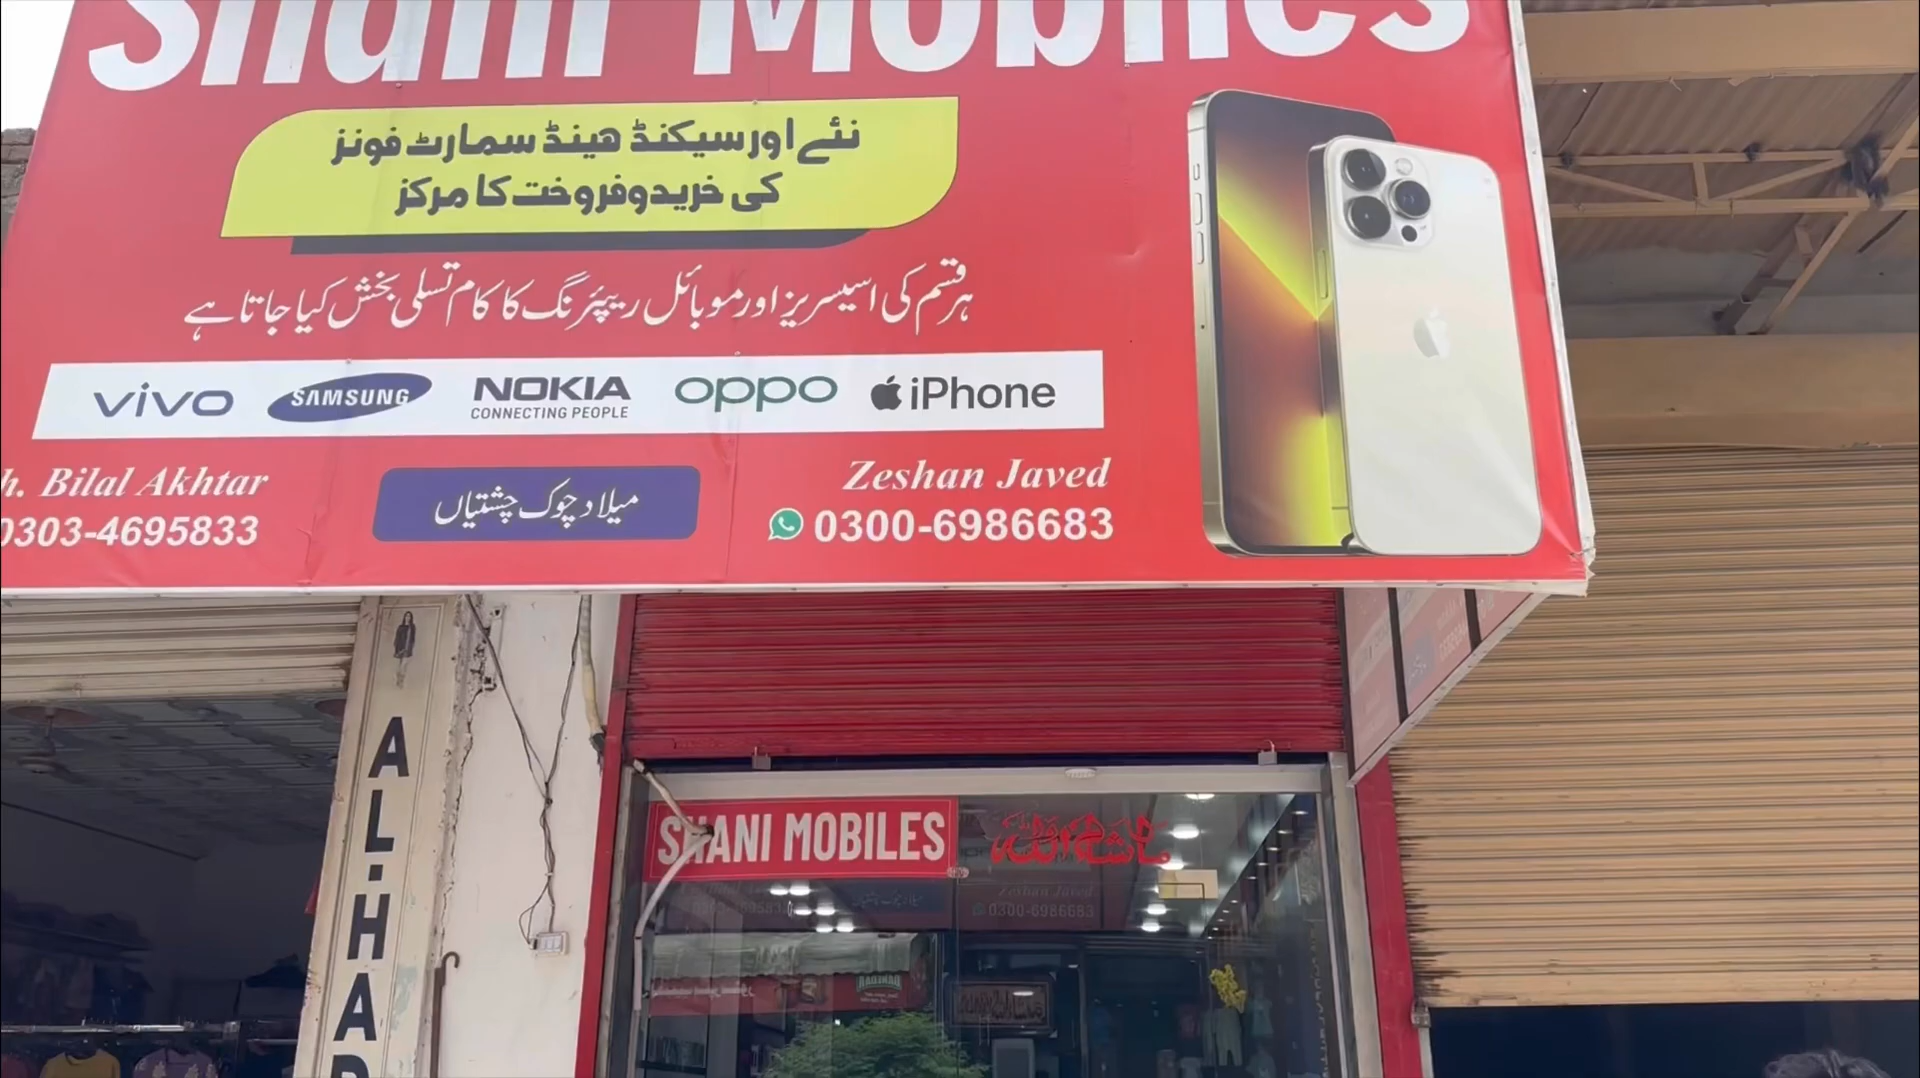 Shani Mobiles
نئے اور سیکنڈ ھینڈ سمارٹ فونز
کی خرید و فروخت کا مرکز
ہر قسم کی اسیسریز اور موبائل ریپئرنگ کا کام تسلی بخش کیا جاتا ہے
vivo SAMSUNG NOKIA oppo iPhone
CONNECTING PEOPLE
h. Bilal Akhtar
0303-4695833
میلاد چوک چشتیاں
Zeshan Javed
0300-6986683
AL-HAD
SHANI MOBILES
ماشاءاللہ
Zeshan Javed
0300-6986683